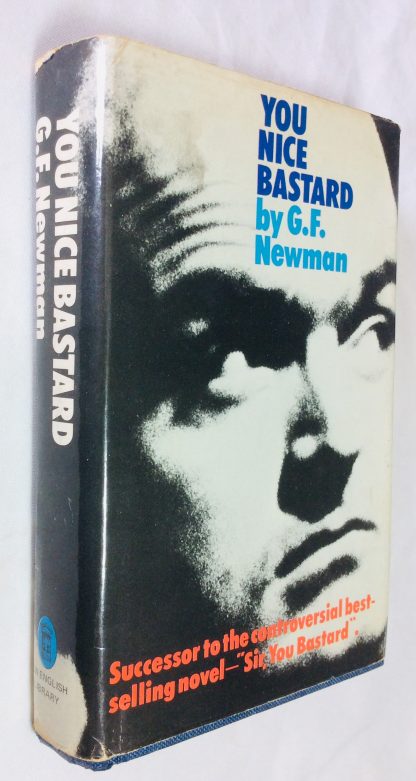 YOU
NICE
BASTARD
by G.F.
Newman
Successor to the controversial best-
selling novel—"Sir, You Bastard".
YOU NICE BASTARD
G.F. Newman
ENGLISH
LIBRARY